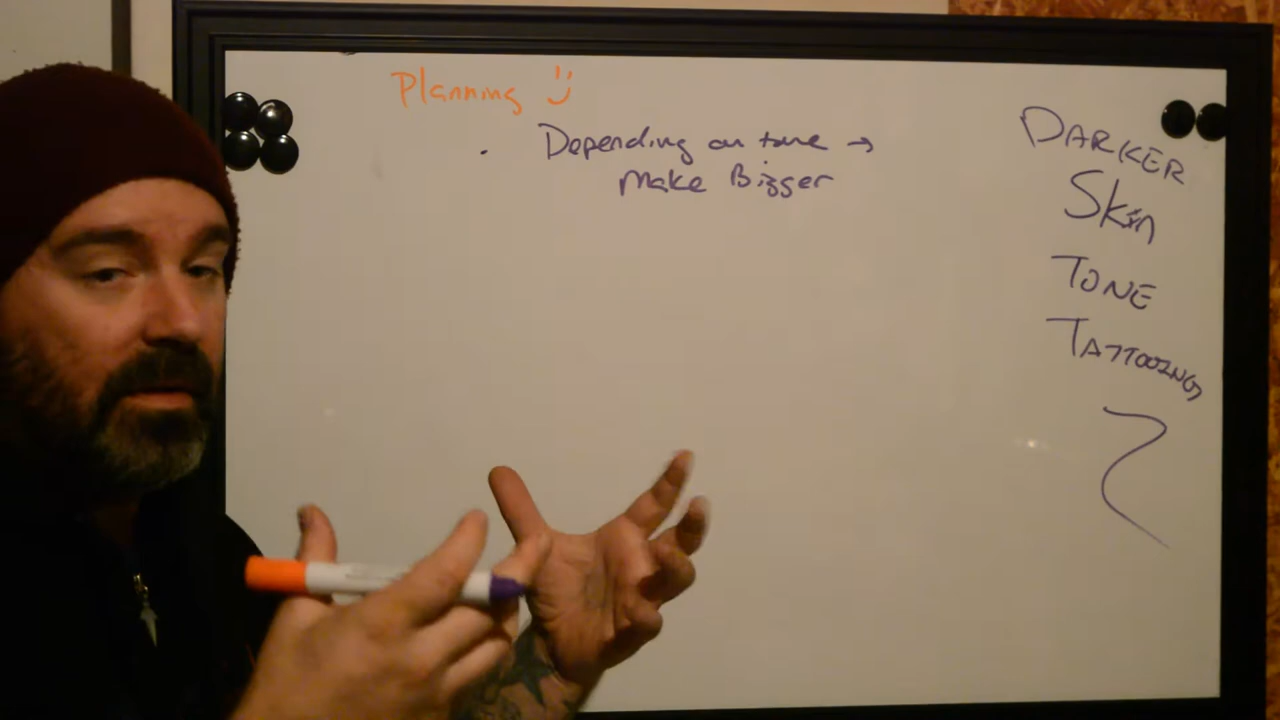 Planning
Depending on tone →
Make Bigger
DARKER
Skin
TONE
TATTOOING